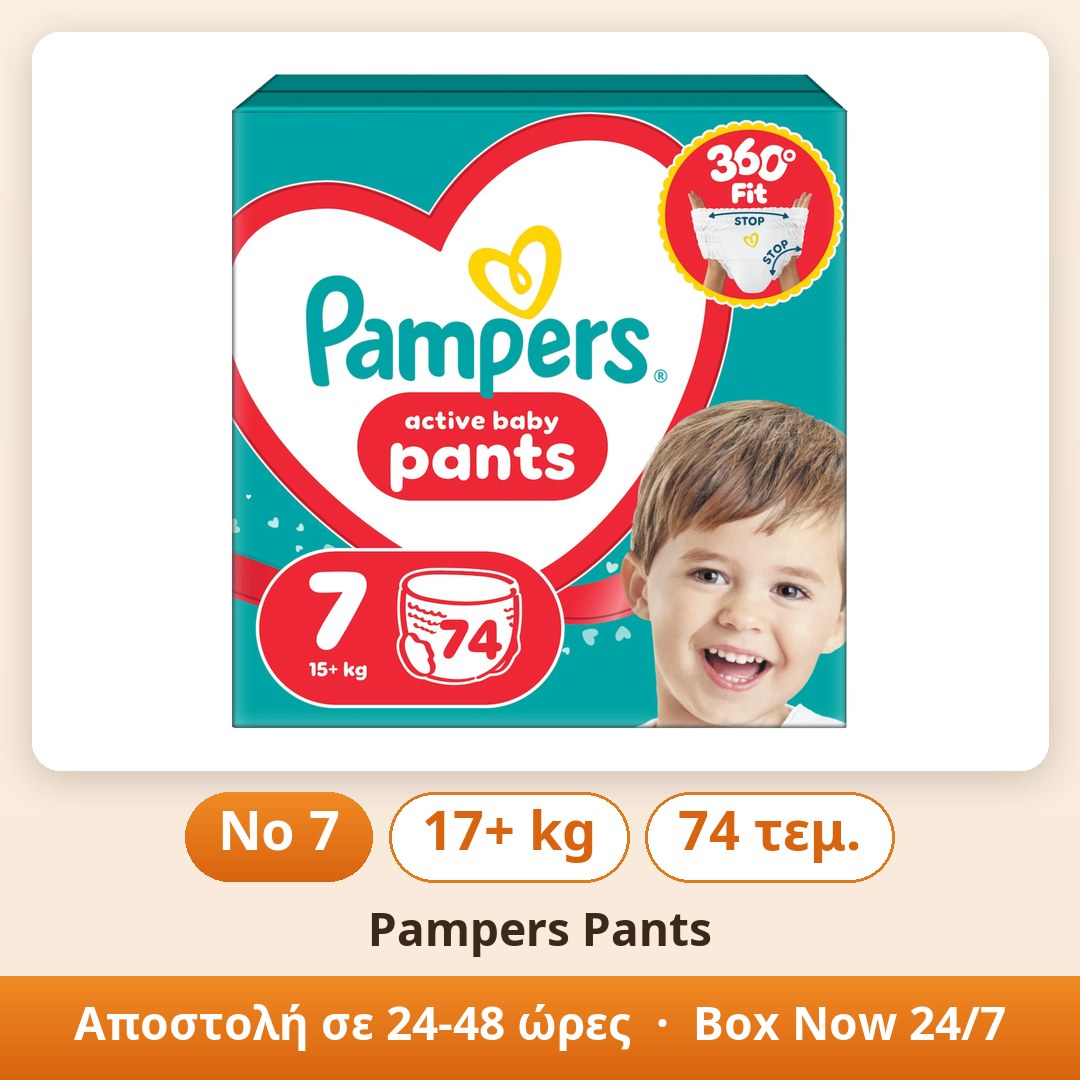 360°
Fit
STOP
STOP
Pampers®
active baby
pants
7
74
15+ kg
No 7
17+ kg
74 τεμ.
Pampers Pants
Αποστολή σε 24-48 ώρες · Box Now 24/7